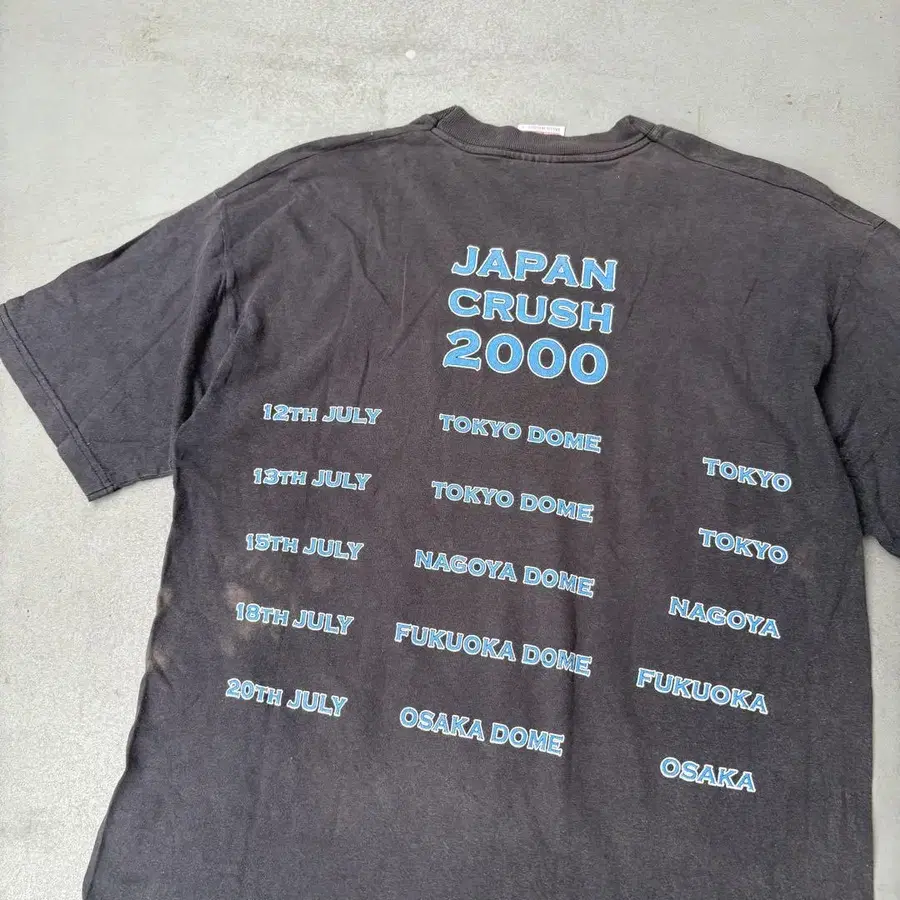 JAPAN
CRUSH
2000
12TH JULY TOKYO DOME TOKYO
13TH JULY TOKYO DOME TOKYO
15TH JULY NAGOYA DOME NAGOYA
18TH JULY FUKUOKA DOME FUKUOKA
20TH JULY OSAKA DOME OSAKA